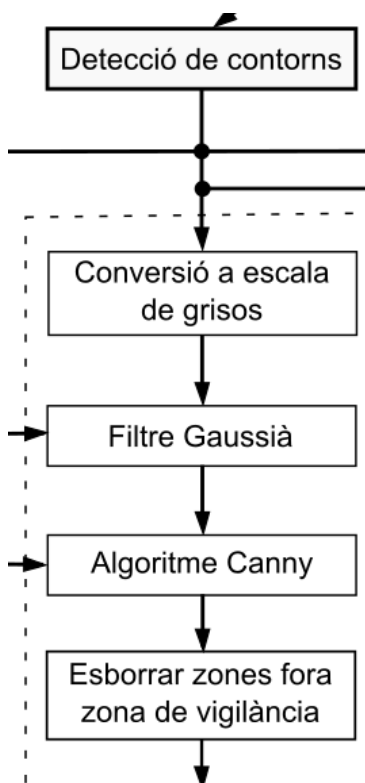 Detecció de contorns
Conversió a escala
de grisos
Filtre Gaussià
Algoritme Canny
Esborrar zones fora
zona de vigilància